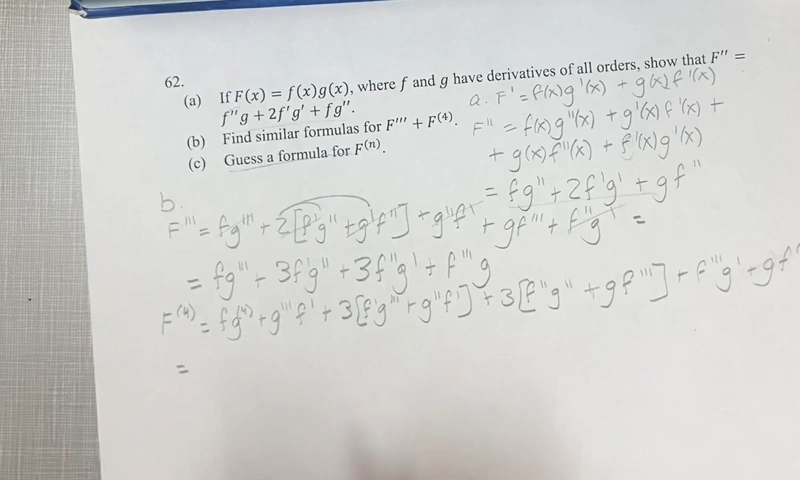 62.
(a) If F(x) = f(x)g(x), where f and g have derivatives of all orders, show that F'' =
f''g + 2f'g' + fg''.
(b) Find similar formulas for F''' + F⁽⁴⁾.
(c) Guess a formula for F⁽ⁿ⁾.
a. F' = f(x)g'(x) + g(x)f'(x)
F'' = f(x)g''(x) + g'(x)f'(x) +
+ g(x)f''(x) + f'(x)g'(x)
= fg'' + 2f'g' + gf''
b.
F''' = fg''' + 2[f'g'' + g'f''] + g''f' + gf''' + f''g' =
= fg''' + 3f'g'' + 3f''g' + f'''g
F⁽⁴⁾ = fg⁽⁴⁾ + g'''f' + 3[f'g''' + g''f'] + 3[f''g'' + gf'''] + f'''g' + gf
=